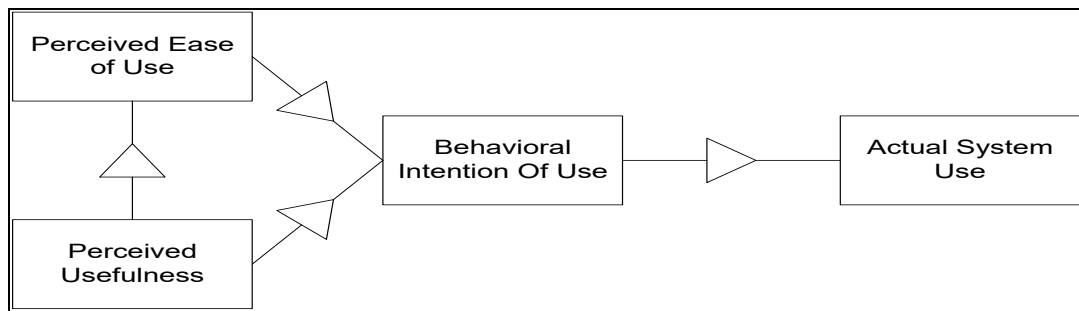 Perceived Ease
of Use
Behavioral
Intention Of Use
Actual System
Use
Perceived
Usefulness